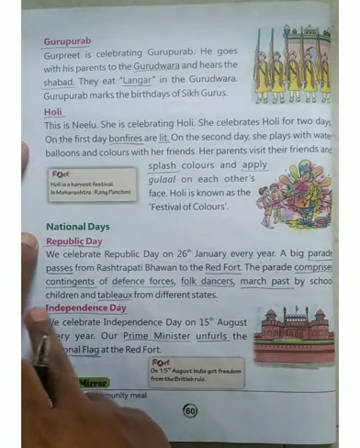 Gurupurab
Gurpreet is celebrating Gurupurab. He goes
with his parents to the Gurudwara and hears the
shabad. They eat "Langar" in the Gurudwara.
Gurupurab marks the birthdays of Sikh Gurus.
Holi
This is Neelu. She is celebrating Holi. She celebrates Holi for two days
On the first day bonfires are lit. On the second day, she plays with wate
balloons and colours with her friends. Her parents visit their friends and
splash colours and apply
gulaal on each other's
face. Holi is known as the
'Festival of Colours'.
Fact
Holi is a harvest festival.
In Maharashtra : Rang Panchmi
National Days
Republic Day
We celebrate Republic Day on 26th January every year. A big parade
passes from Rashtrapati Bhawan to the Red Fort. The parade comprise
contingents of defence forces, folk dancers, march past by schoo
children and tableaux from different states.
Independence Day
We celebrate Independence Day on 15th August
ery year. Our Prime Minister unfurls the
onal Flag at the Red Fort.
Fact
On 15th August India got freedom
from the British rule.
Mirror
munity meal
60